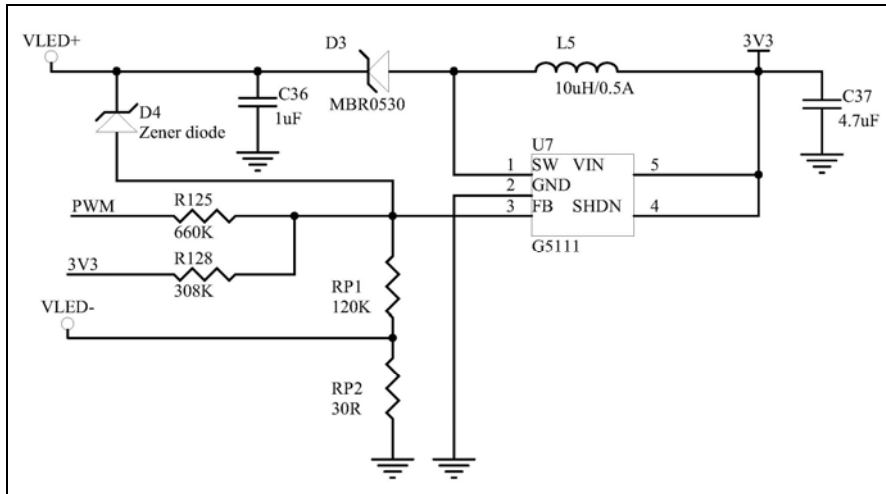 VLED+
D3
L5
3V3
MBR0530
10uH/0.5A
D4
Zener diode
C36
1uF
C37
4.7uF
U7
1 SW VIN 5
2 GND
3 FB SHDN 4
G5111
PWM
R125
660K
3V3
R128
308K
VLED-
RP1
120K
RP2
30R